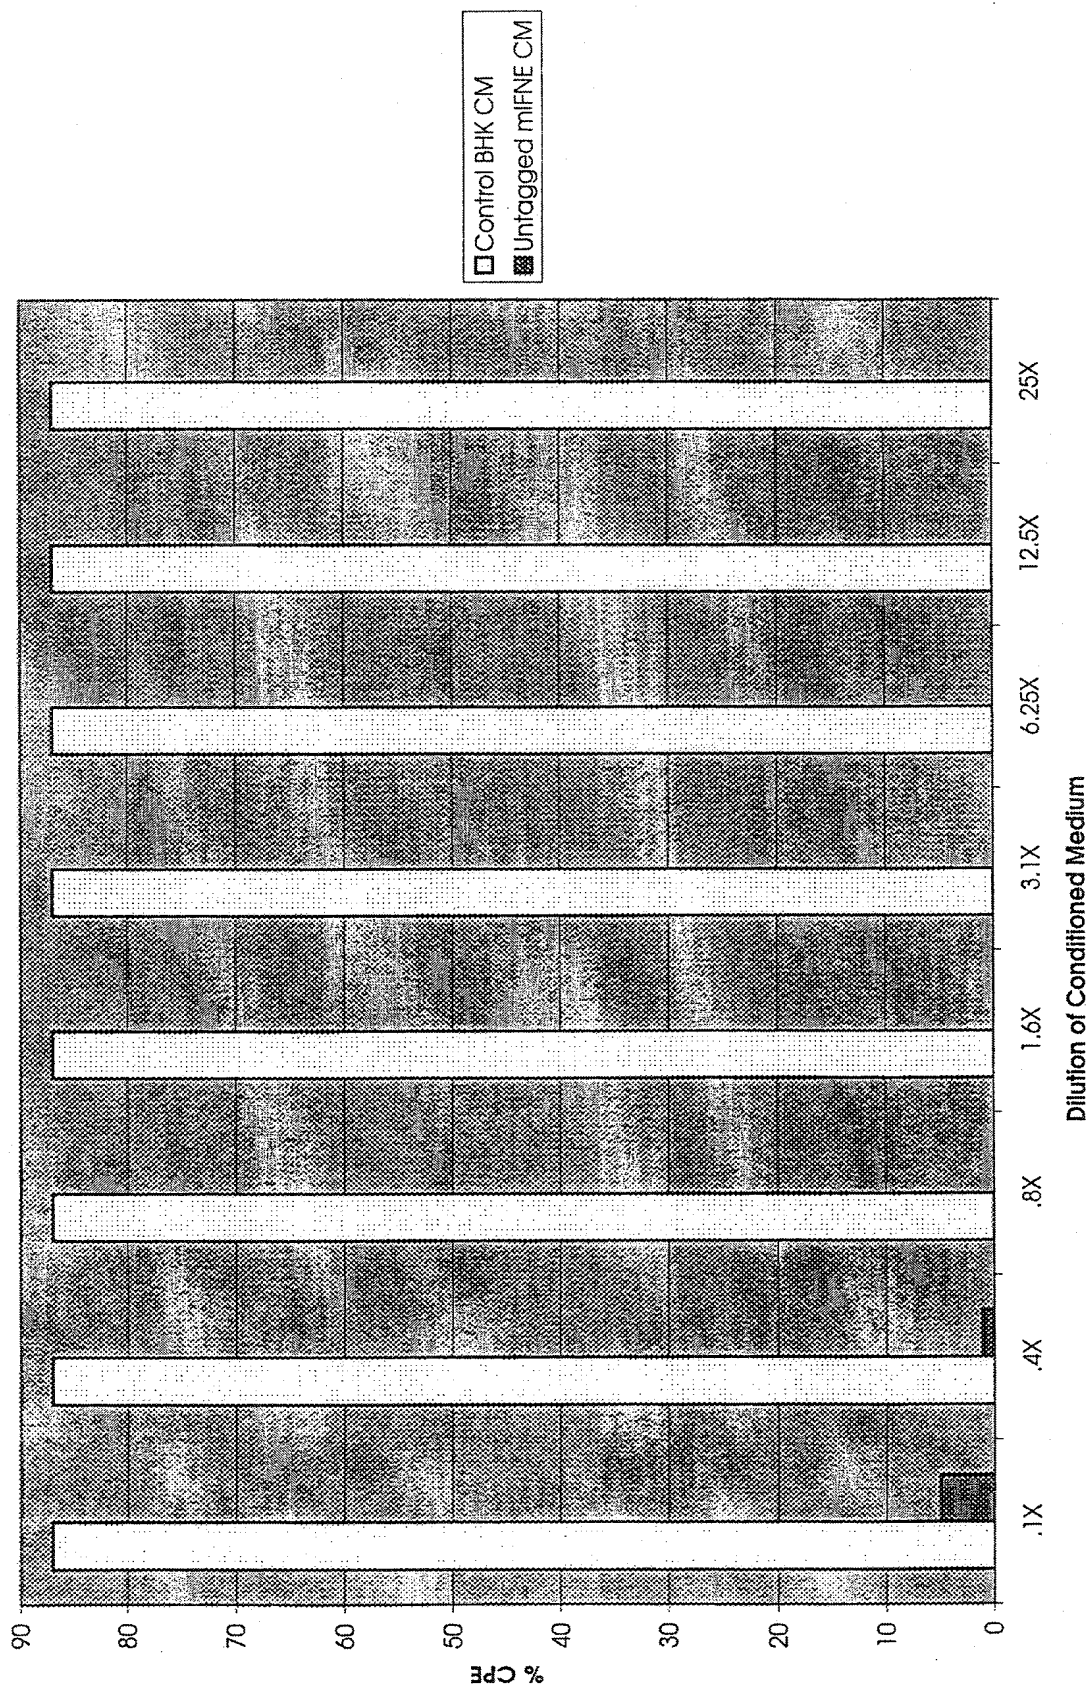 Control BHK CM
Untagged mIFNE CM
90
80
70
60
50
40
30
20
10
0
% CPE
.1X
.4X
.8X
1.6X
3.1X
6.25X
12.5X
25X
Dilution of Conditioned Medium